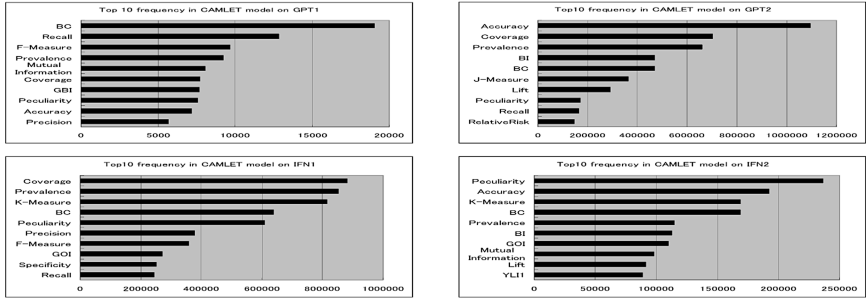 Top 10 frequency in CAMLET model on GPT1
BC
Recall
F-Measure
Prevalence
Mutual
Information
Coverage
GBI
Peculiarity
Accuracy
Precision
0 5000 10000 15000 20000
Top10 frequency in CAMLET model on GPT2
Accuracy
Coverage
Prevalence
BI
BC
J-Measure
Lift
Peculiarity
Recall
RelativeRisk
0 200000 400000 600000 800000 1000000 1200000
Top10 frequency in CAMLET model on IFN1
Coverage
Prevalence
K-Measure
BC
Peculiarity
Precision
F-Measure
GOI
Specificity
Recall
0 200000 400000 600000 800000 1000000
Top10 frequency in CAMLET model on IFN2
Peculiarity
Accuracy
K-Measure
BC
Prevalence
BI
GOI
Mutual
Information
Lift
YLI1
0 50000 100000 150000 200000 250000